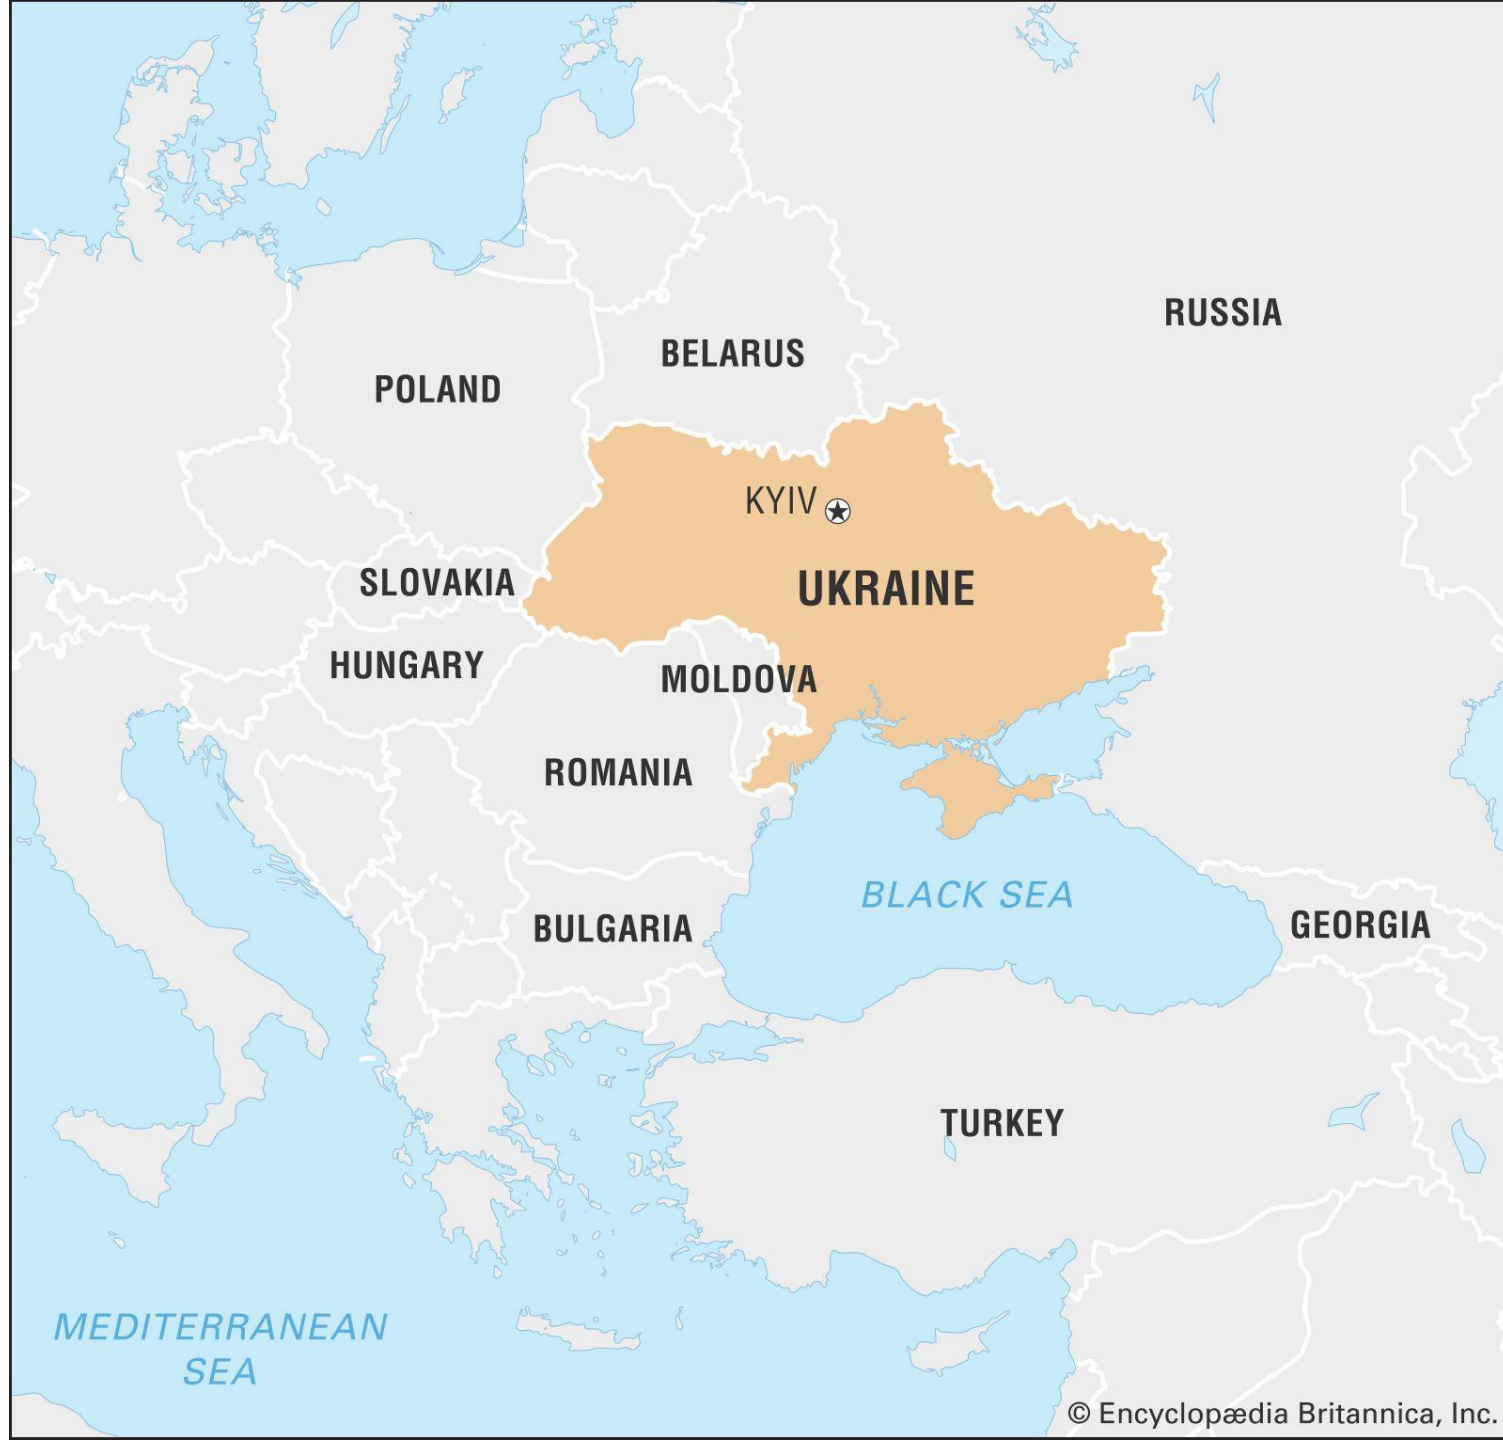 RUSSIA
BELARUS
POLAND
KYIV
UKRAINE
SLOVAKIA
HUNGARY
MOLDOVA
ROMANIA
BLACK SEA
BULGARIA
GEORGIA
TURKEY
MEDITERRANEAN
SEA
© Encyclopædia Britannica, Inc.